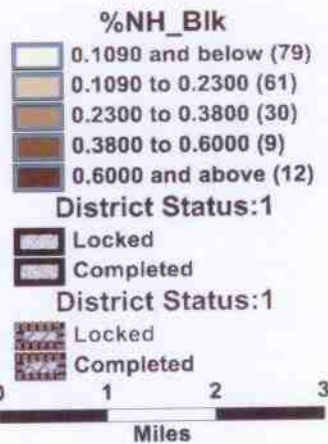 %NH_Blk
0.1090 and below (79)
0.1090 to 0.2300 (61)
0.2300 to 0.3800 (30)
0.3800 to 0.6000 (9)
0.6000 and above (12)
District Status:1
Locked
Completed
District Status:1
Locked
Completed
0 1 2 3
Miles